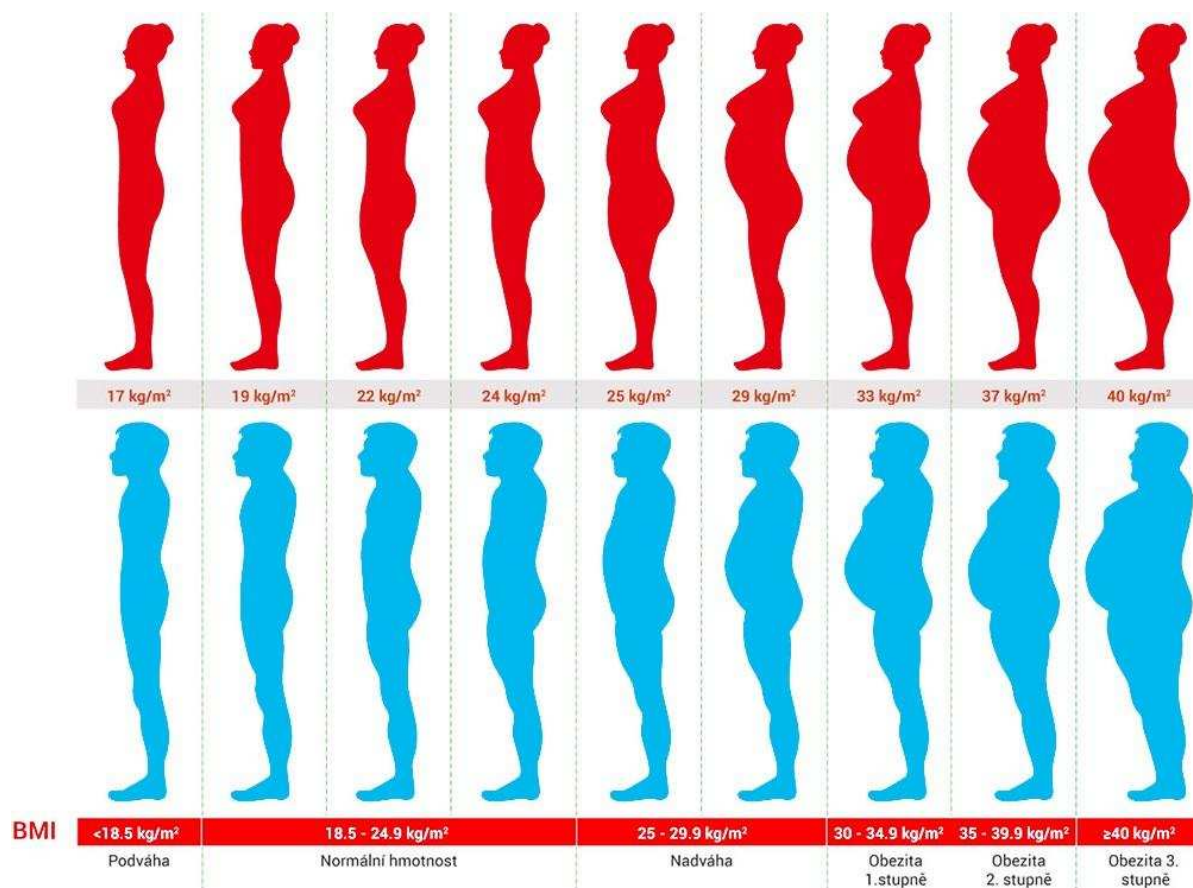 17 kg/m² 19 kg/m² 22 kg/m² 24 kg/m² 25 kg/m² 29 kg/m² 33 kg/m² 37 kg/m² 40 kg/m²
BMI <18.5 kg/m² 18.5 - 24.9 kg/m² 25 - 29.9 kg/m² 30 - 34.9 kg/m² 35 - 39.9 kg/m² ≥40 kg/m²
Podváha Normální hmotnost Nadváha Obezita Obezita Obezita 3.
1.stupně 2. stupně stupně